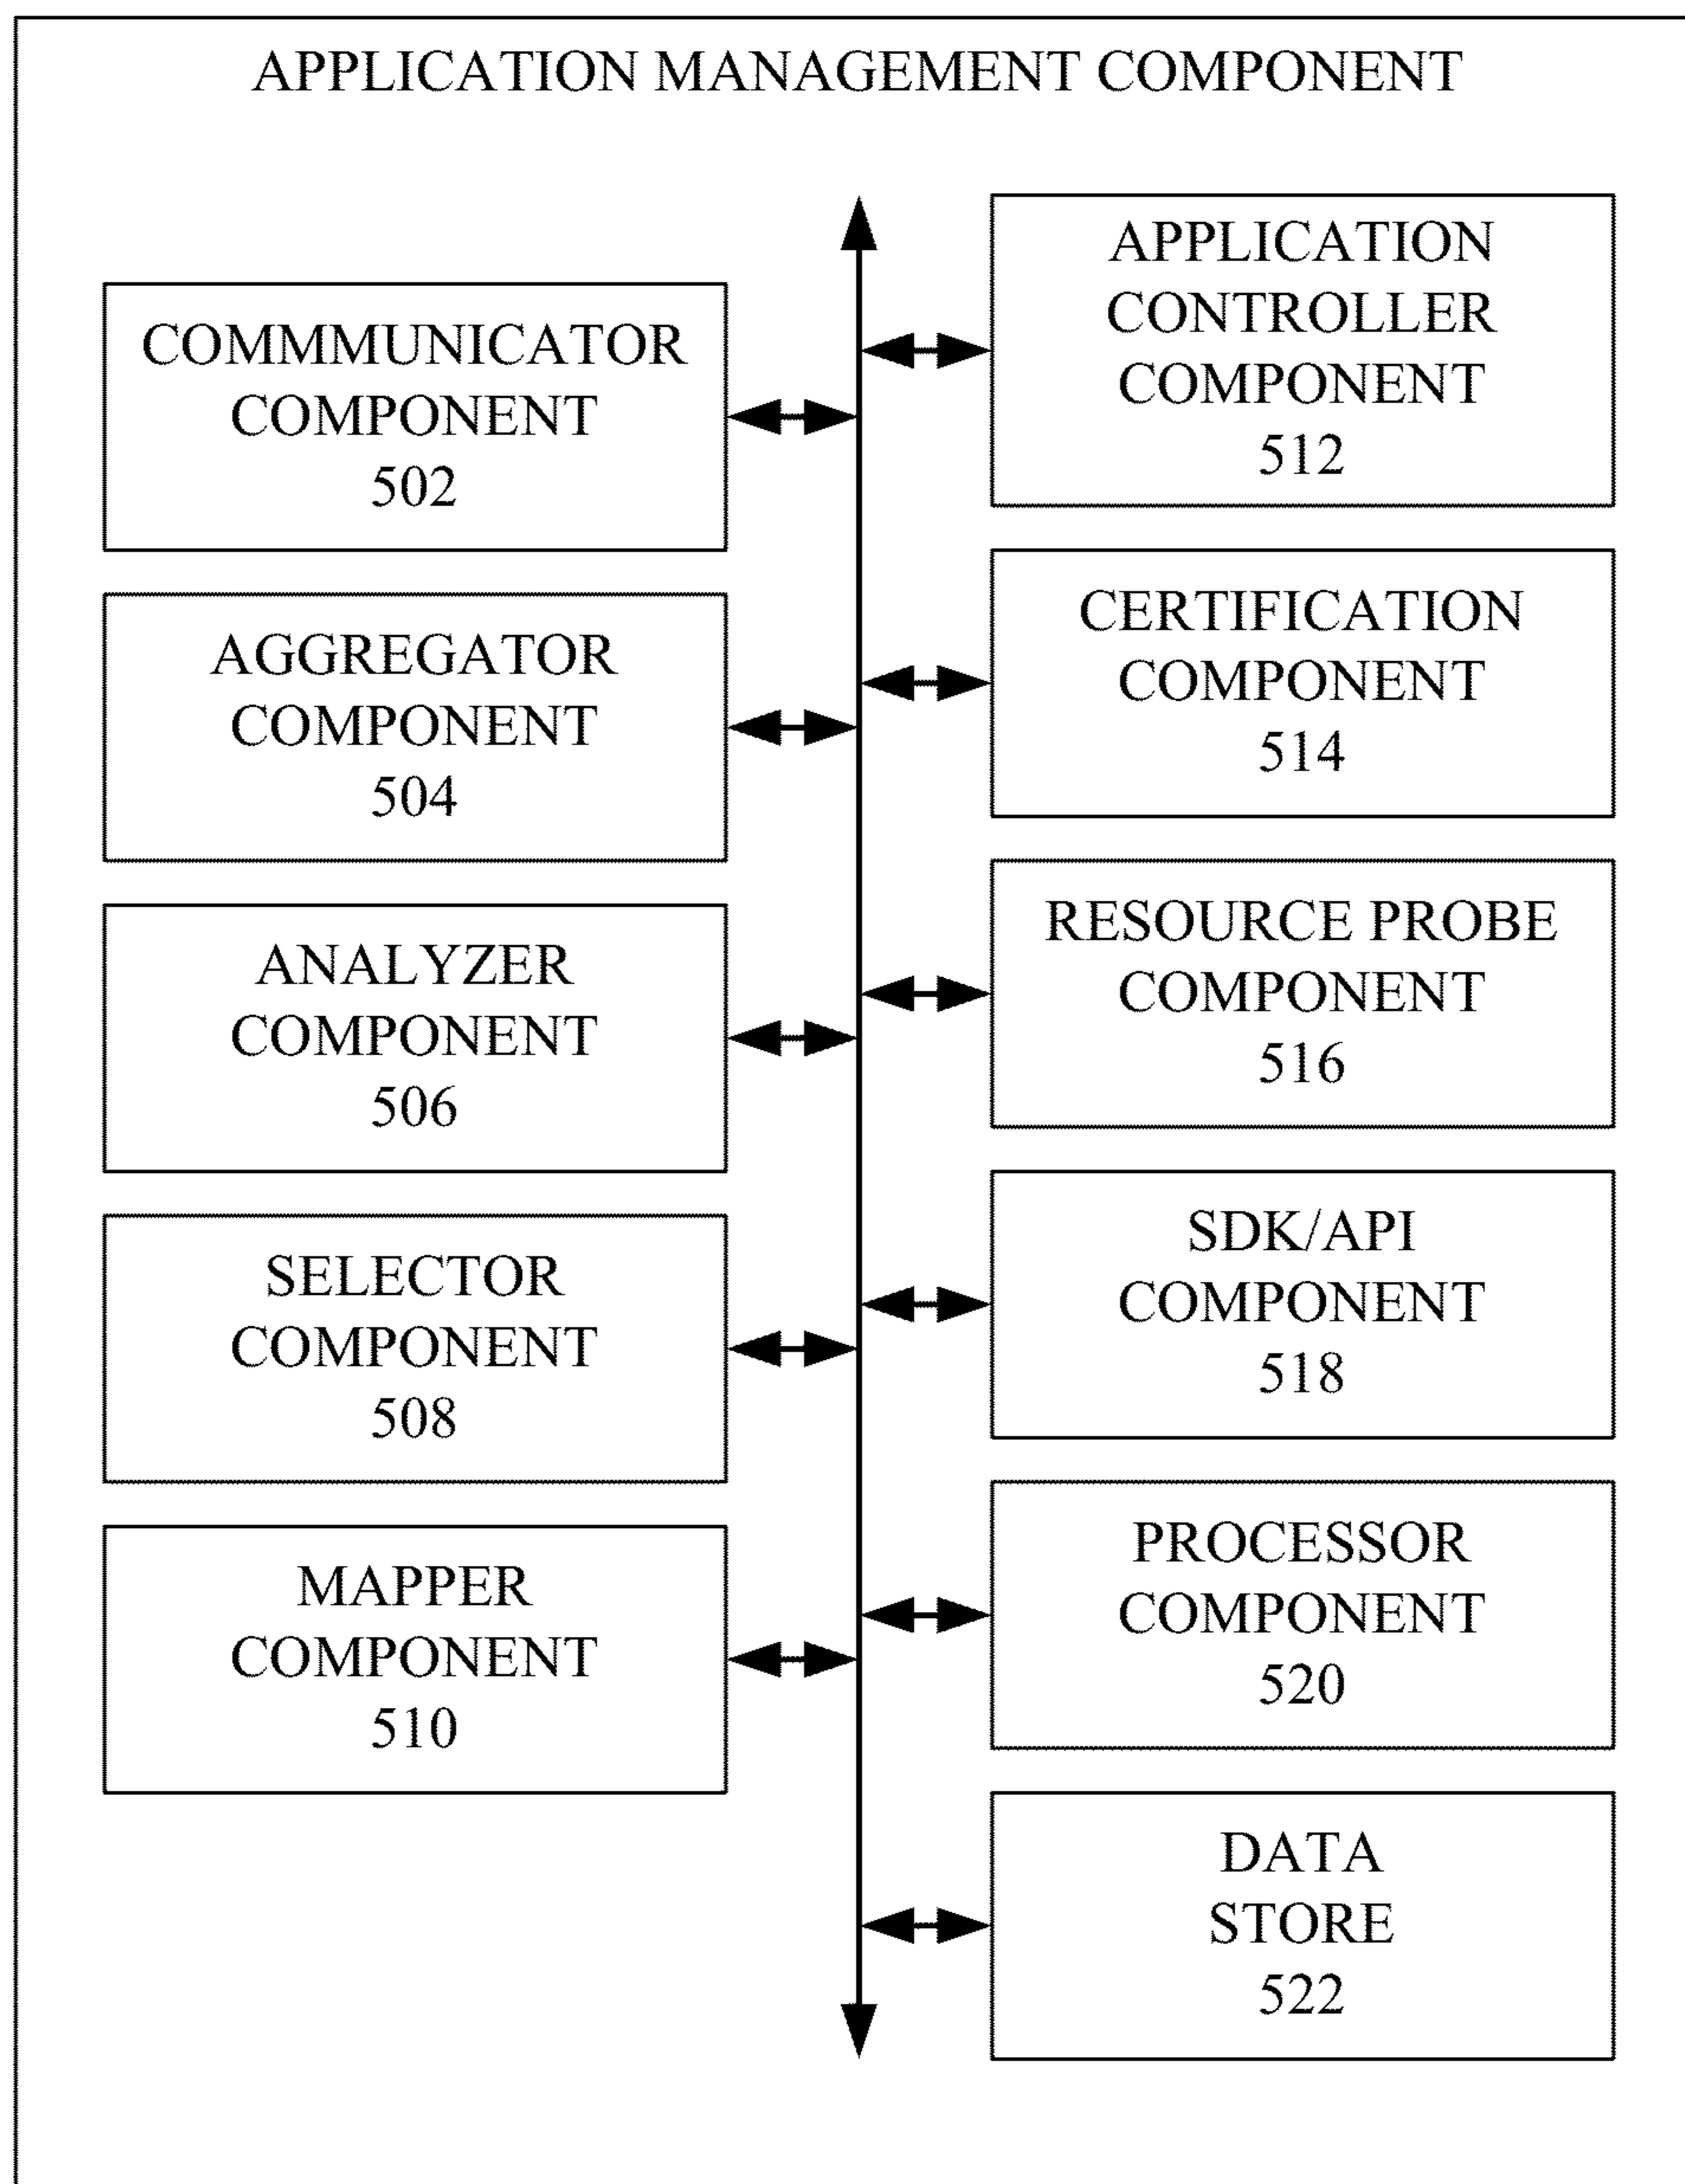 APPLICATION MANAGEMENT COMPONENT
COMMMUNICATOR
COMPONENT
502
AGGREGATOR
COMPONENT
504
ANALYZER
COMPONENT
506
SELECTOR
COMPONENT
508
MAPPER
COMPONENT
510
APPLICATION
CONTROLLER
COMPONENT
512
CERTIFICATION
COMPONENT
514
RESOURCE PROBE
COMPONENT
516
SDK/API
COMPONENT
518
PROCESSOR
COMPONENT
520
DATA
STORE
522